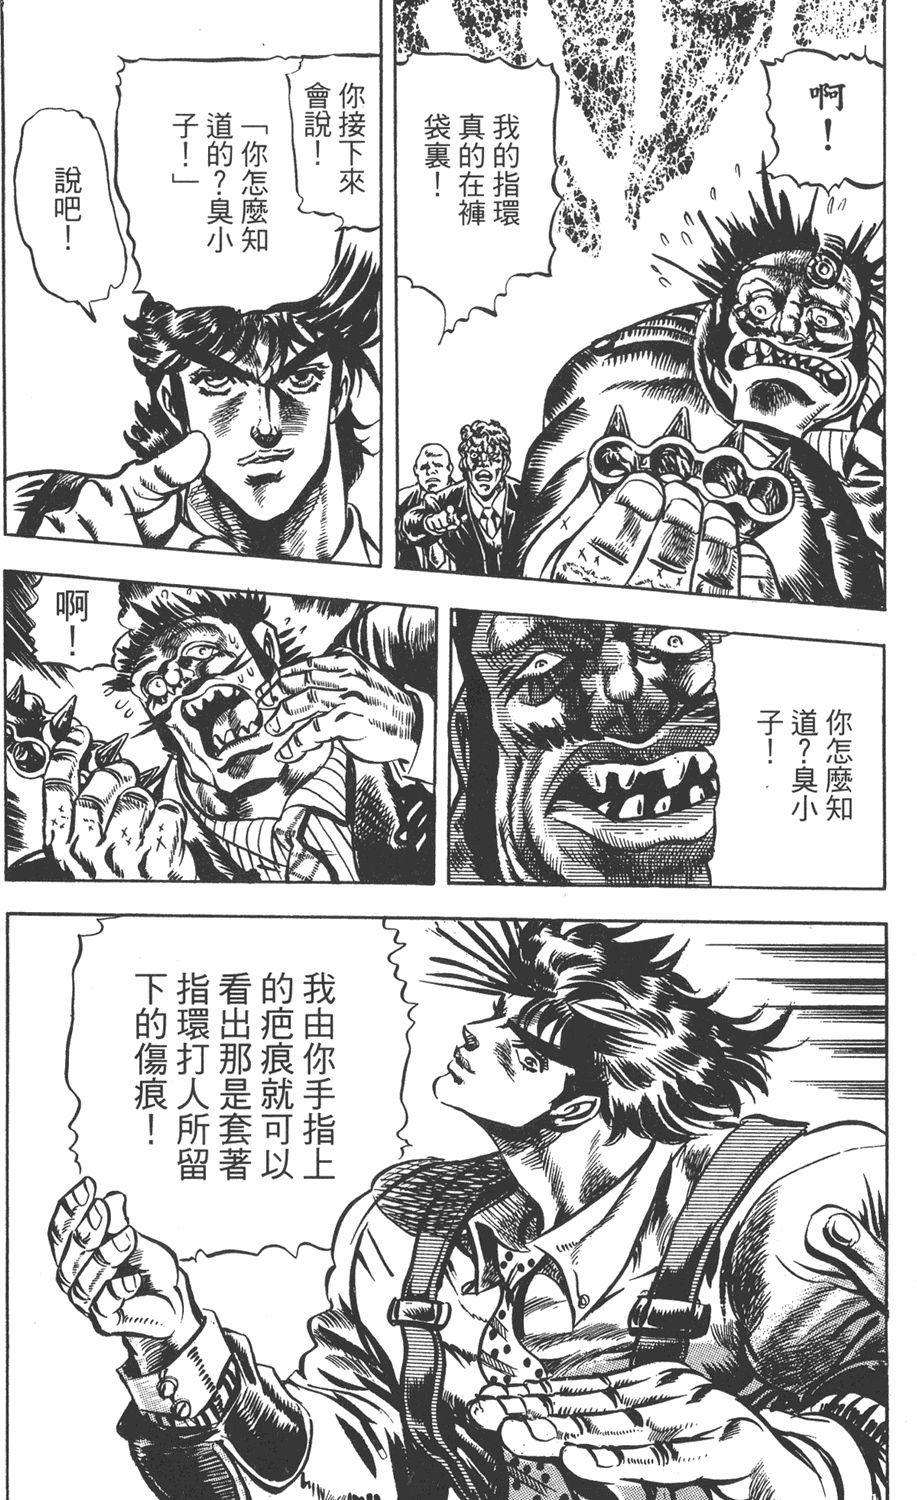 啊！
我的指環
真的在褲
袋裏！
你接下來
會說！
「你怎麼知
道的？臭小
子！」
說吧！
你怎麼知
道？臭小
子！
啊！
我由你手指上
的疤痕就可以
看出那是套著
指環打人所留
下的傷痕！